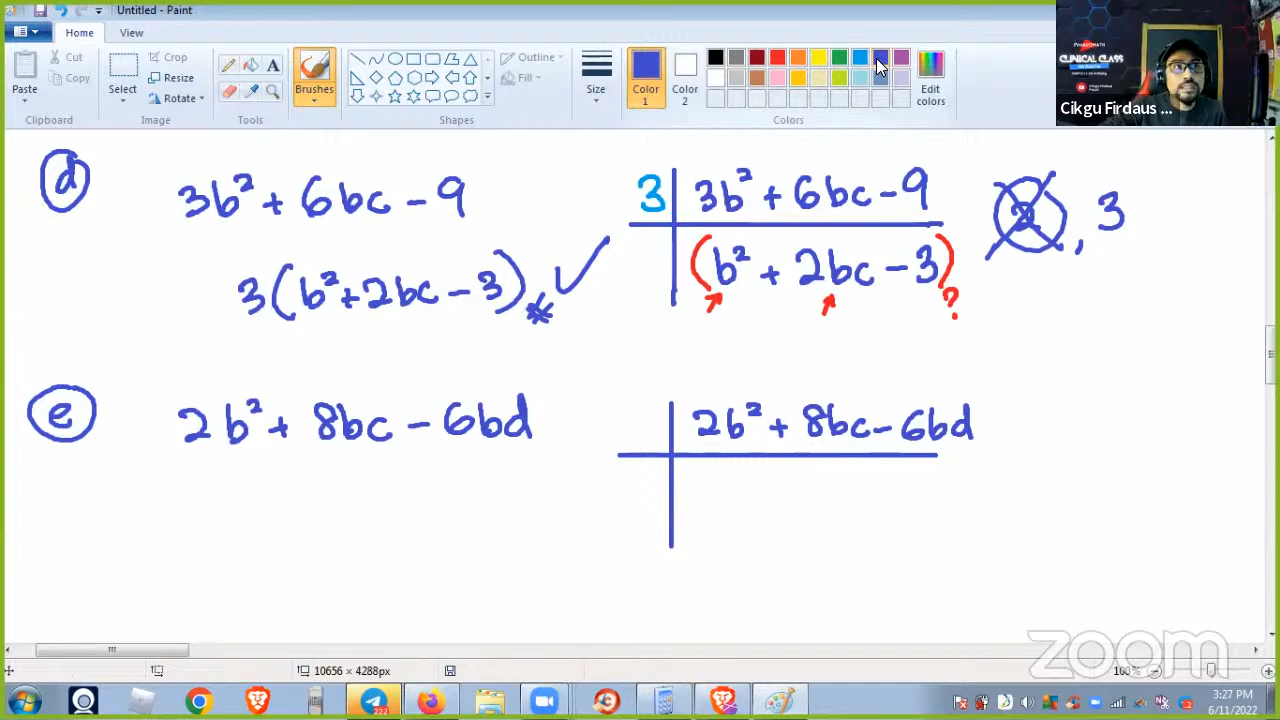 Untitled - Paint
Home View
Paste
Cut
Copy
Clipboard
Select
Crop
Resize
Rotate
Image
Tools
Brushes
Shapes
Outline
Fill
Size
Color 1
Color 2
Edit colors
Colors
CLINICAL CLASS
Cikgu Firdaus ...
d 3b² + 6bc - 9
3(b² + 2bc - 3)* ✓
3 3b² + 6bc - 9
(b² + 2bc - 3) ?
2, 3
e 2b² + 8bc - 6bd
2b² + 8bc - 6bd
zoom
10656 × 4288px
100%
222
3:27 PM
6/11/2022